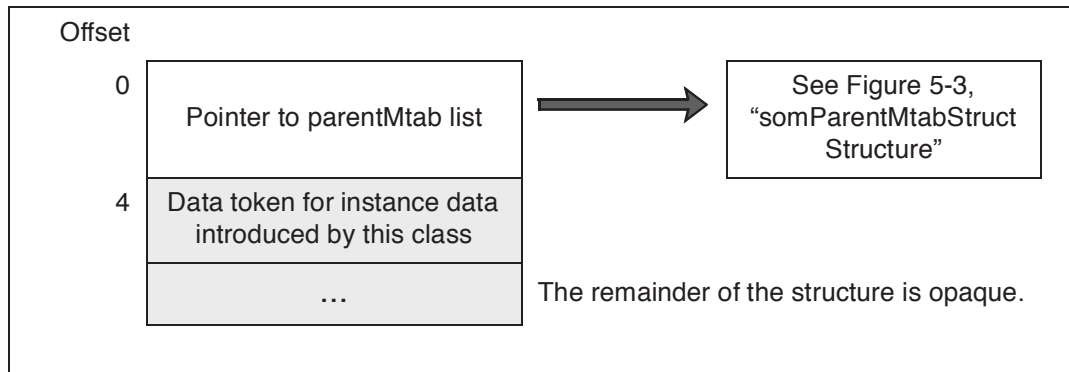 Offset
0
Pointer to parentMtab list
See Figure 5-3,
“somParentMtabStruct
Structure”
4
Data token for instance data
introduced by this class
...
The remainder of the structure is opaque.